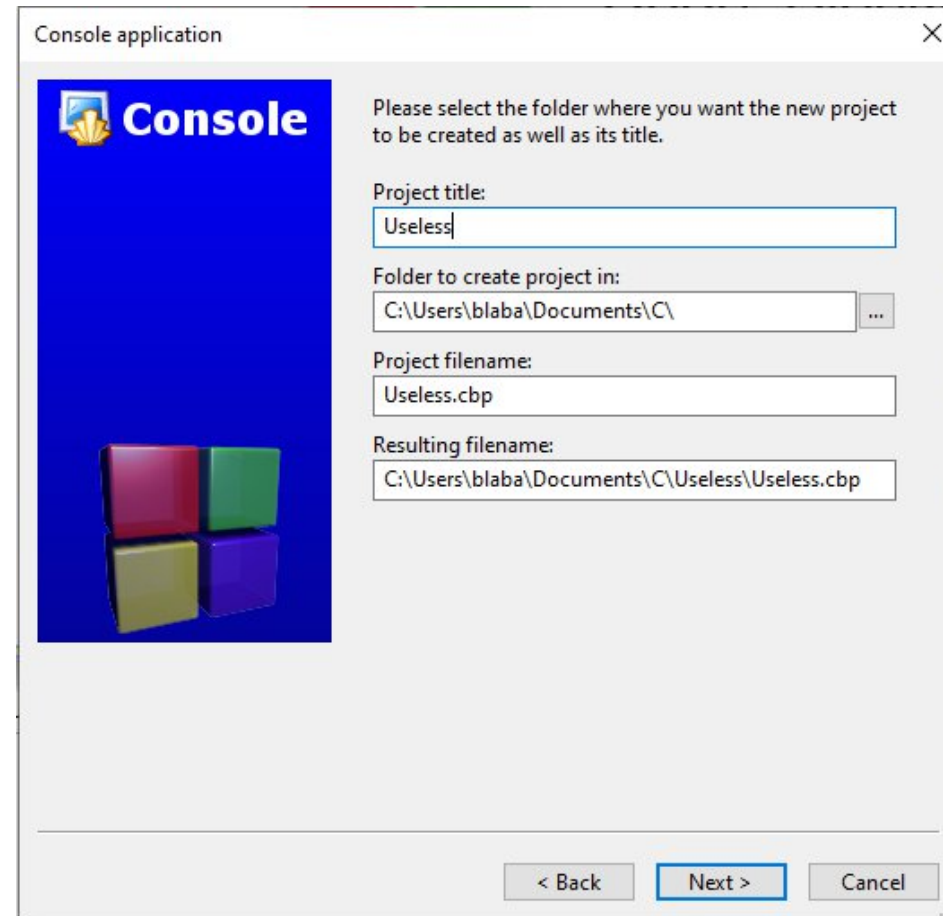 Console application
Console
Please select the folder where you want the new project
to be created as well as its title.
Project title:
Useless
Folder to create project in:
C:\Users\blaba\Documents\C\
...
Project filename:
Useless.cbp
Resulting filename:
C:\Users\blaba\Documents\C\Useless\Useless.cbp
< Back
Next >
Cancel